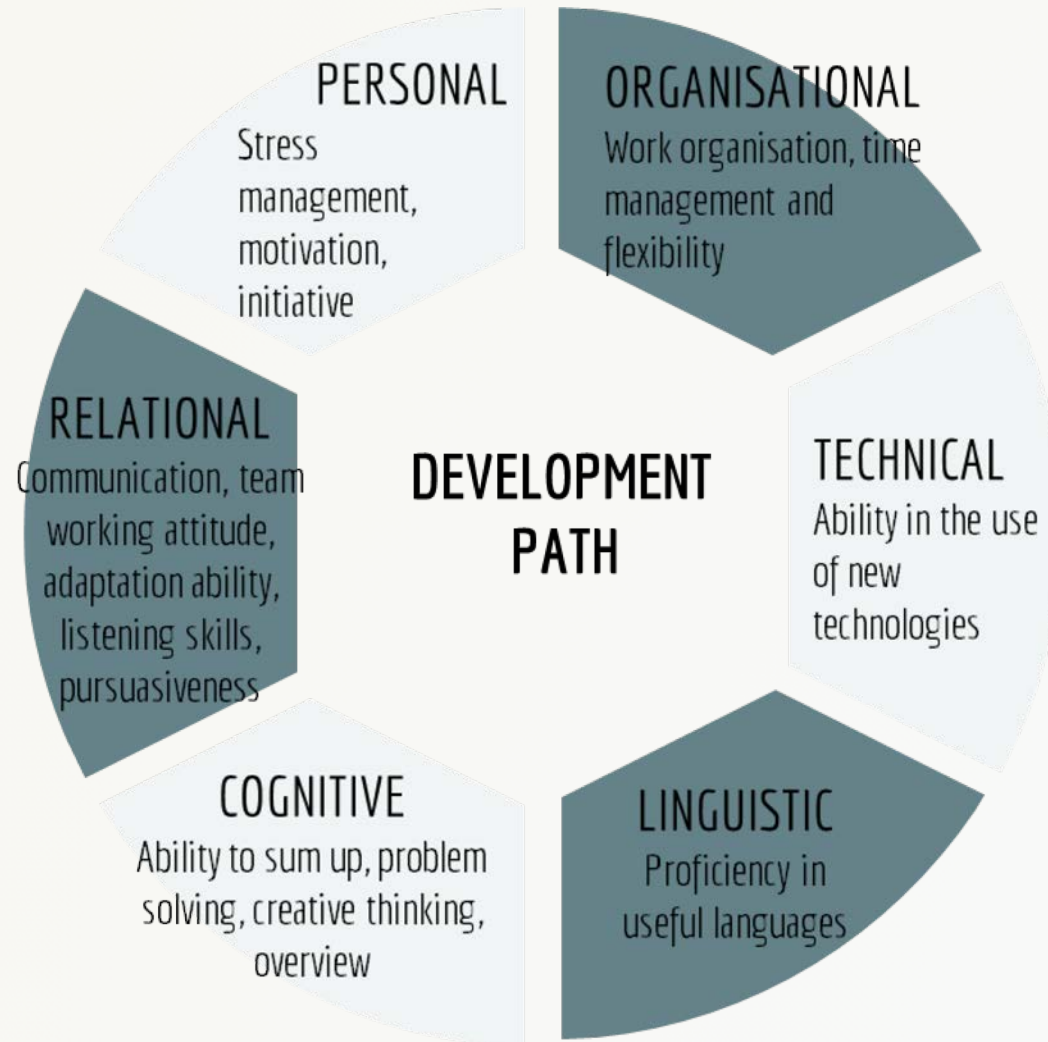 PERSONAL
Stress
management,
motivation,
initiative
ORGANISATIONAL
Work organisation, time
management and
flexibility
RELATIONAL
Communication, team
working attitude,
adaptation ability,
listening skills,
pursuasiveness
DEVELOPMENT
PATH
TECHNICAL
Ability in the use
of new
technologies
COGNITIVE
Ability to sum up, problem
solving, creative thinking,
overview
LINGUISTIC
Proficiency in
useful languages